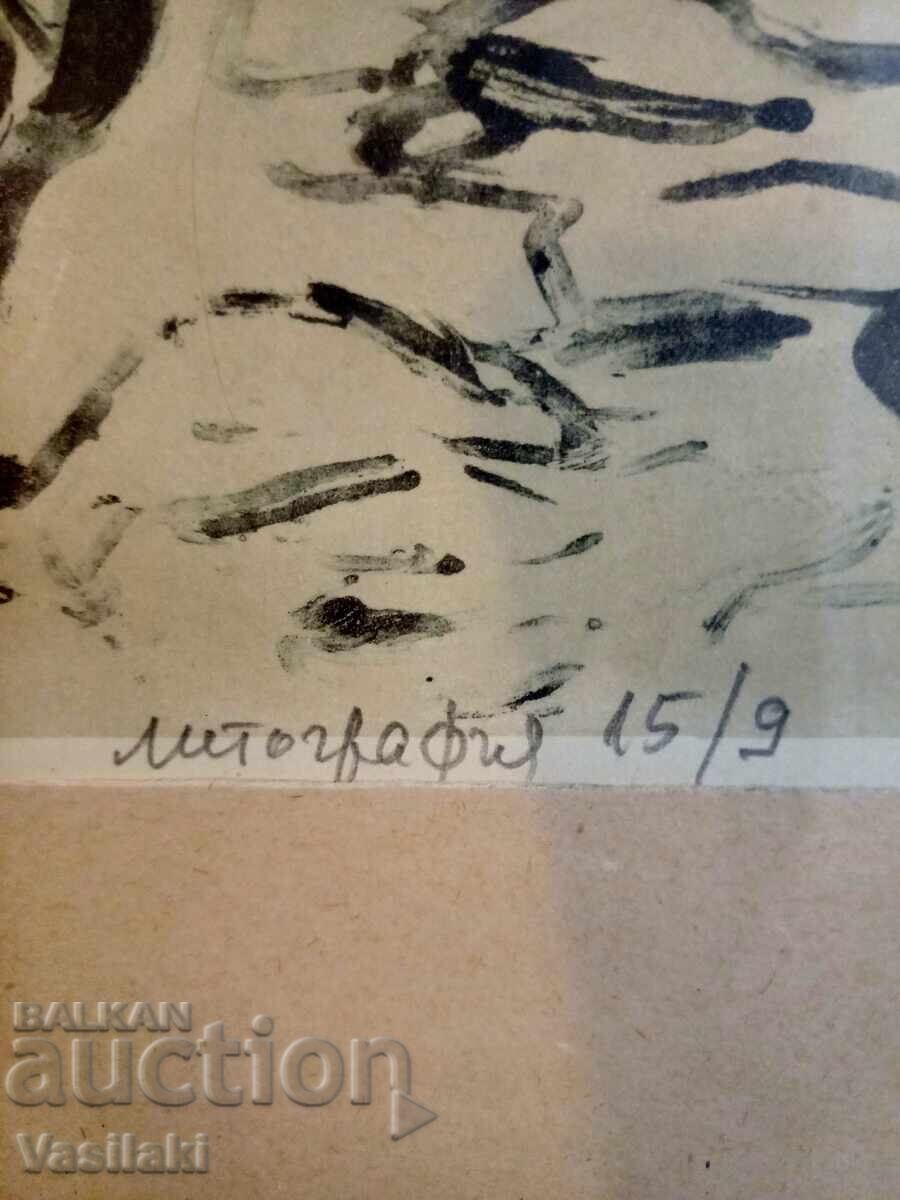 литография 15/9
BALKAN
auction
Vasilaki